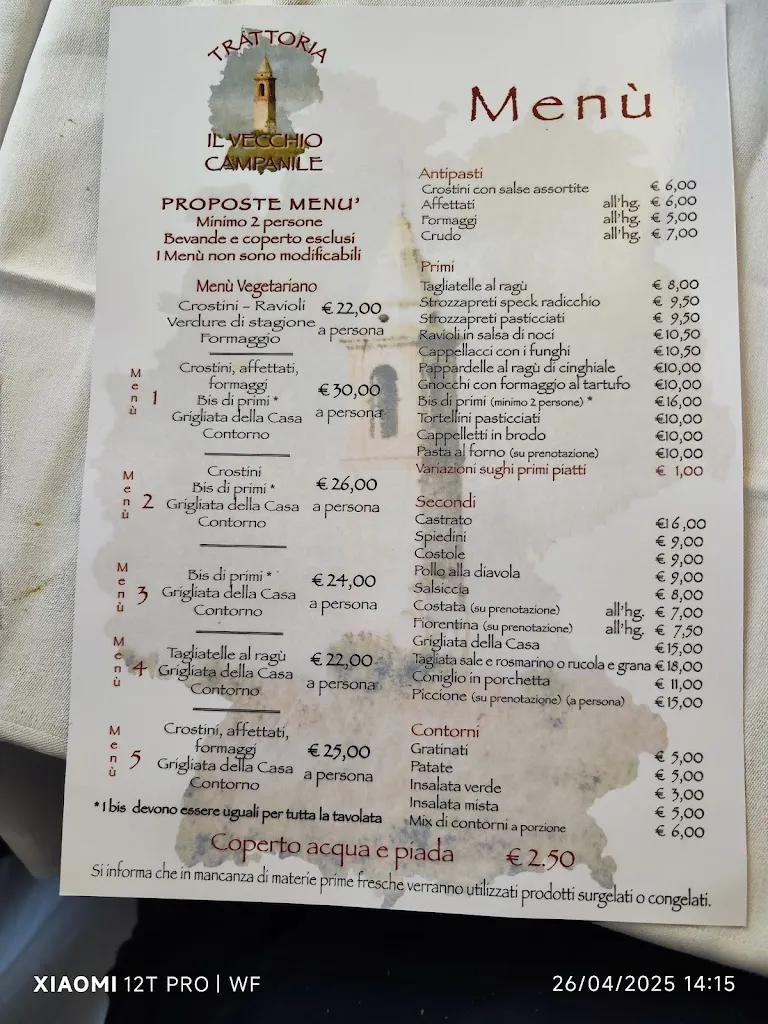 TRATTORIA
IL VECCHIO
CAMPANILE
PROPOSTE MENU'
Minimo 2 persone
Bevande e coperto esclusi
I Menù non sono modificabili
Menù Vegetariano
Crostini – Ravioli
Verdure di stagione
Formaggio
€ 22,00
a persona
Menù 1
Crostini, affettati,
formaggi
Bis di primi *
Grigliata della Casa
Contorno
€ 30,00
a persona
Menù 2
Crostini
Bis di primi *
Grigliata della Casa
Contorno
€ 26,00
a persona
Menù 3
Bis di primi *
Grigliata della Casa
Contorno
€ 24,00
a persona
Menù 4
Tagliatelle al ragù
Grigliata della Casa
Contorno
€ 22,00
a persona
Menù 5
Crostini, affettati,
formaggi
Grigliata della Casa
Contorno
€ 25,00
a persona
* I bis devono essere uguali per tutta la tavolata
Menù
Antipasti
Crostini con salse assortite € 6,00
Affettati all'hg. € 6,00
Formaggi all'hg. € 5,00
Crudo all'hg. € 7,00
Primi
Tagliatelle al ragù € 8,00
Strozzapreti speck radicchio € 9,50
Strozzapreti pasticciati € 9,50
Ravioli in salsa di noci €10,50
Cappellacci con i funghi €10,50
Pappardelle al ragù di cinghiale €10,00
Gnocchi con formaggio al tartufo €10,00
Bis di primi (minimo 2 persone) * €16,00
Tortellini pasticciati €10,00
Cappelletti in brodo €10,00
Pasta al forno (su prenotazione) €10,00
Variazioni sughi primi piatti € 1,00
Secondi
Castrato €16,00
Spiedini € 9,00
Costole € 9,00
Pollo alla diavola € 9,00
Salsiccia € 8,00
Costata (su prenotazione) all'hg. € 7,00
Fiorentina (su prenotazione) all'hg. € 7,50
Grigliata della Casa €15,00
Tagliata sale e rosmarino o rucola e grana €18,00
Coniglio in porchetta € 11,00
Piccione (su prenotazione) (a persona) €15,00
Contorni
Gratinati € 5,00
Patate € 5,00
Insalata verde € 3,00
Insalata mista € 5,00
Mix di contorni a porzione € 6,00
Coperto acqua e piada € 2.50
Si informa che in mancanza di materie prime fresche verranno utilizzati prodotti surgelati o congelati.
XIAOMI 12T PRO | WF
26/04/2025 14:15